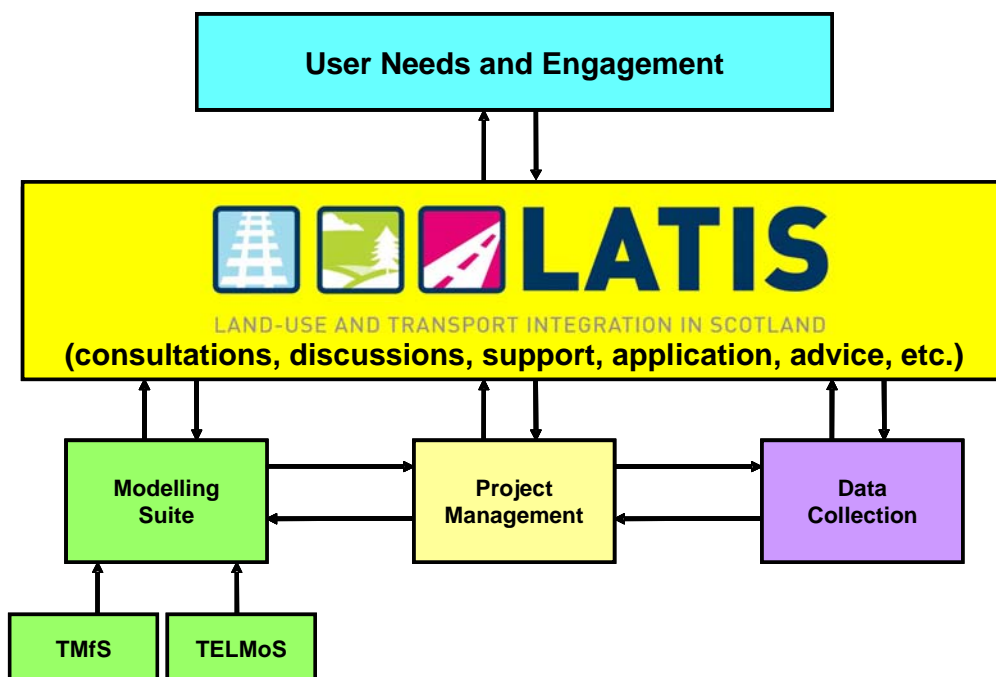 User Needs and Engagement
LATIS
LAND-USE AND TRANSPORT INTEGRATION IN SCOTLAND
(consultations, discussions, support, application, advice, etc.)
Modelling
Suite
Project
Management
Data
Collection
TMfS
TELMoS